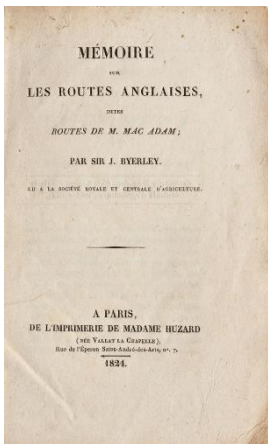 MÉMOIRE
SUR
LES ROUTES ANGLAISES,
DITES
ROUTES DE M. MAC ADAM;
PAR SIR J. BYERLEY.
LU A LA SOCIÉTÉ ROYALE ET CENTRALE D'AGRICULTURE.
A PARIS,
DE L'IMPRIMERIE DE MADAME HUZARD
(NÉE VALLAT LA CHAPELLE),
Rue de l'Éperon Saint-André-des-Arts, nº. 7.
1824.